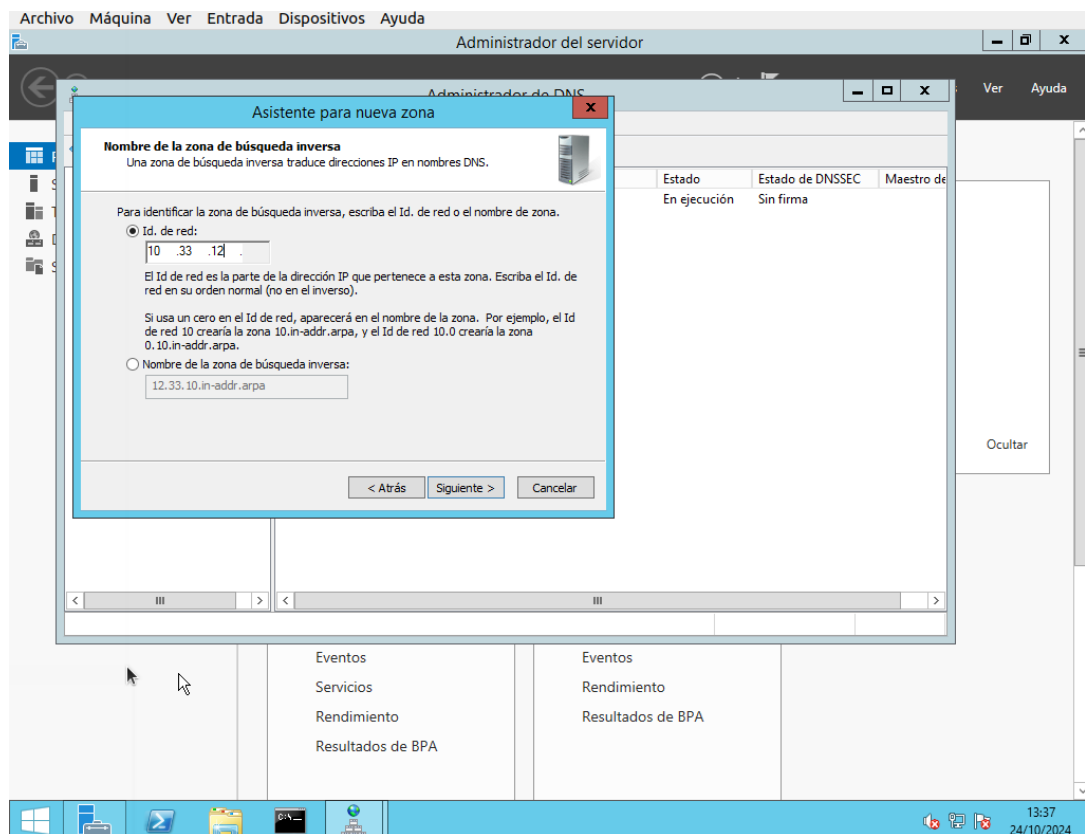 Archivo Máquina Ver Entrada Dispositivos Ayuda
Administrador del servidor
Ver Ayuda
Administrador de DNS
Asistente para nueva zona
Nombre de la zona de búsqueda inversa
Una zona de búsqueda inversa traduce direcciones IP en nombres DNS.
Estado Estado de DNSSEC Maestro de
En ejecución Sin firma
Para identificar la zona de búsqueda inversa, escriba el Id. de red o el nombre de zona.
Id. de red:
10 .33 .12 .
El Id de red es la parte de la dirección IP que pertenece a esta zona. Escriba el Id. de
red en su orden normal (no en el inverso).
Si usa un cero en el Id de red, aparecerá en el nombre de la zona. Por ejemplo, el Id
de red 10 crearía la zona 10.in-addr.arpa, y el Id de red 10.0 crearía la zona
0.10.in-addr.arpa.
Nombre de la zona de búsqueda inversa:
12.33.10.in-addr.arpa
Ocultar
< Atrás Siguiente > Cancelar
Eventos Eventos
Servicios Rendimiento
Rendimiento Resultados de BPA
Resultados de BPA
13:37
24/10/2024